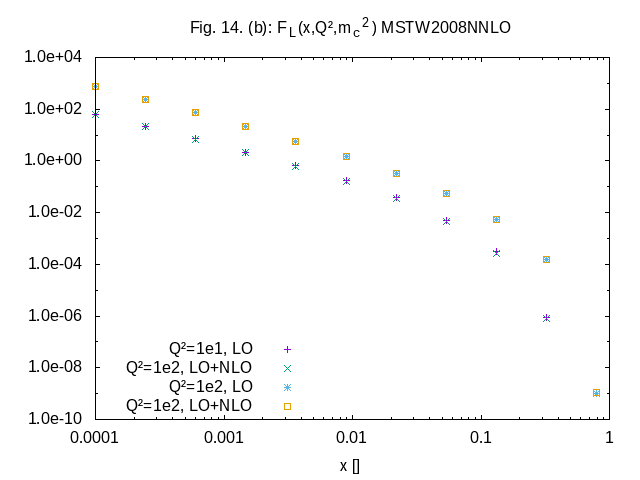 Fig. 14. (b): F_L(x,Q²,m_c^2) MSTW2008NNLO
1.0e+04
1.0e+02
1.0e+00
1.0e-02
1.0e-04
1.0e-06
1.0e-08
1.0e-10
Q²=1e1, LO
Q²=1e2, LO+NLO
Q²=1e2, LO
Q²=1e2, LO+NLO
0.0001 0.001 0.01 0.1 1
x []